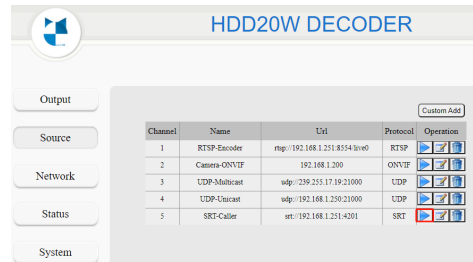 HDD20W DECODER
Output
Source
Network
Status
System
Custom Add
Channel Name Url Protocol Operation
1 RTSP-Encoder rtsp://192.168.1.251:8554/live0 RTSP
2 Camera-ONVIF 192.168.1.200 ONVIF
3 UDP-Multicast udp://239.255.17.19:21000 UDP
4 UDP-Unicast udp://192.168.1.250:21000 UDP
5 SRT-Caller srt://192.168.1.251:4201 SRT